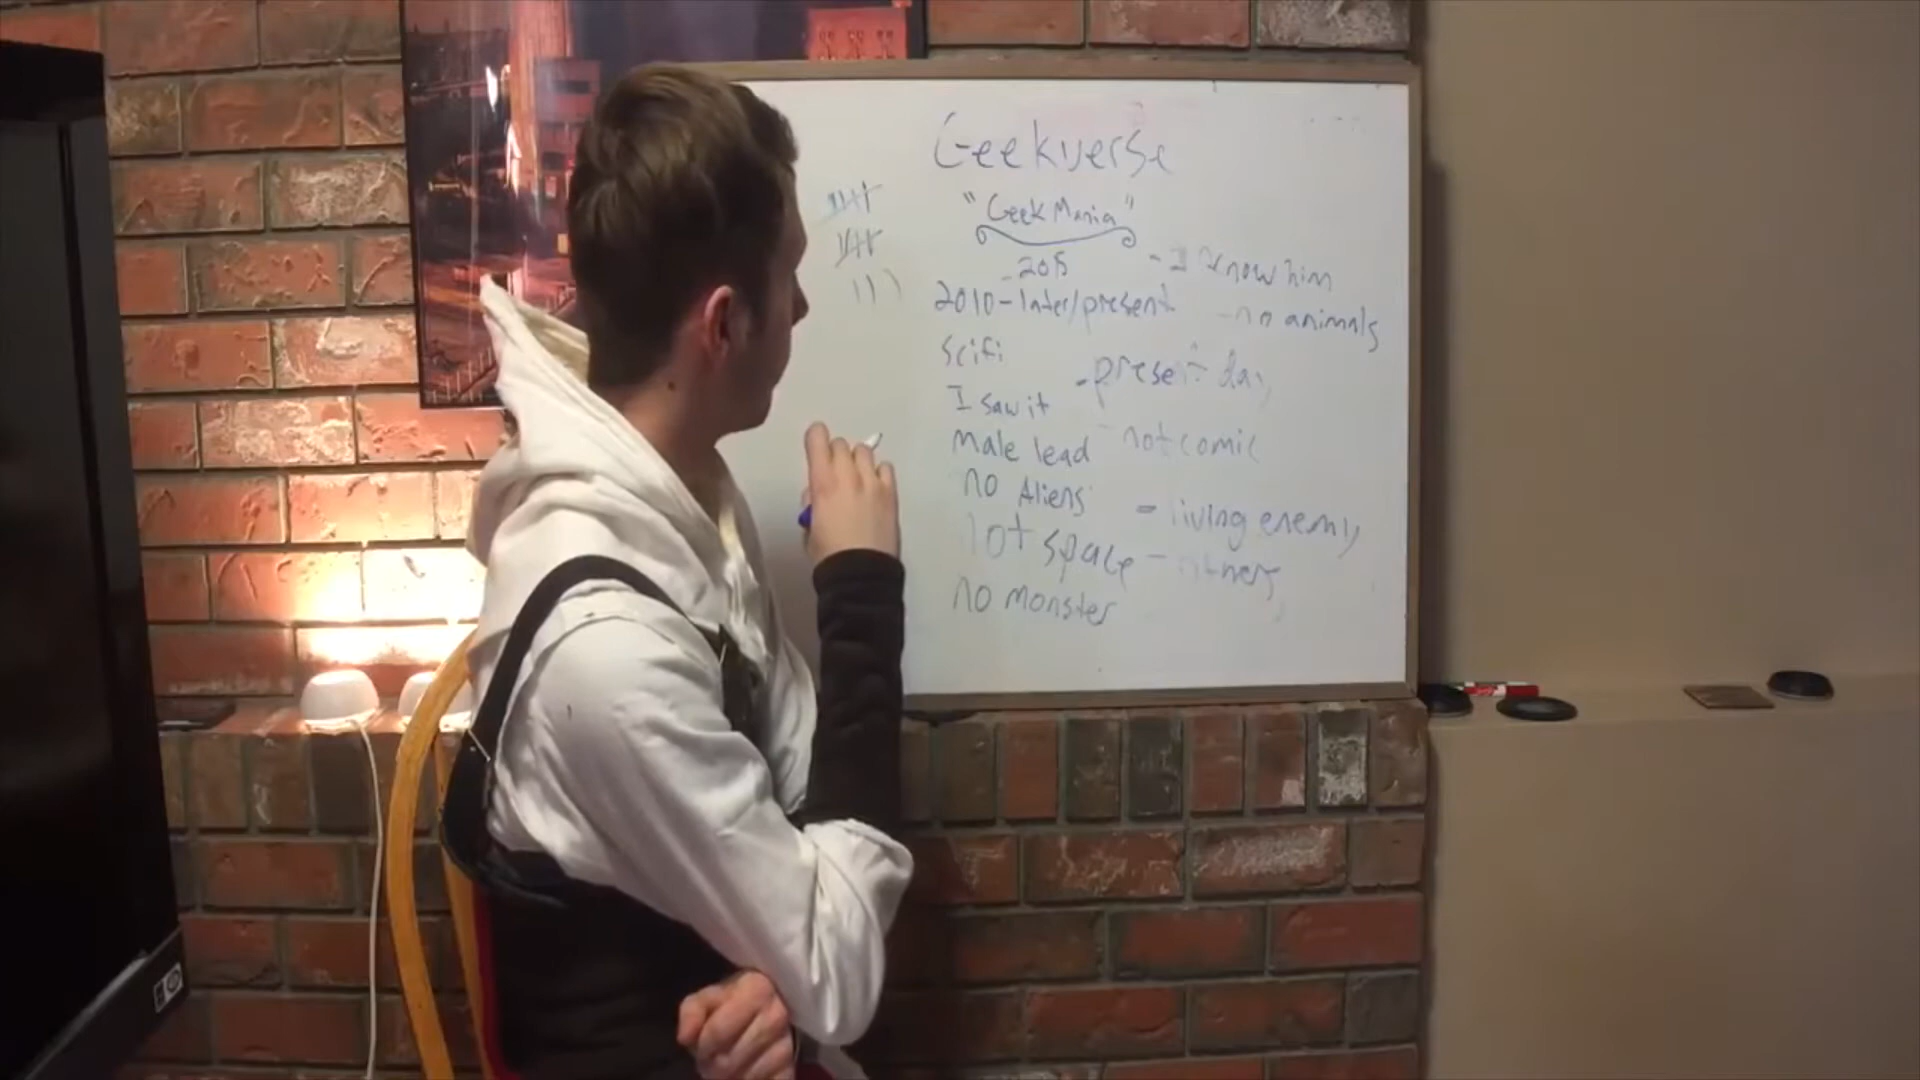 Geekverse
"Geek Mania"
- 2015
- I know him
2010-later/present
- no animals
scifi
- present day
I saw it
- not comic
Male lead
no Aliens
- living enemy
not space
no monster